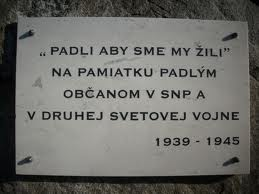 „PADLI ABY SME MY ŽILI”
NA PAMIATKU PADLÝM
OBČANOM V SNP A
V DRUHEJ SVETOVEJ VOJNE
1939 - 1945